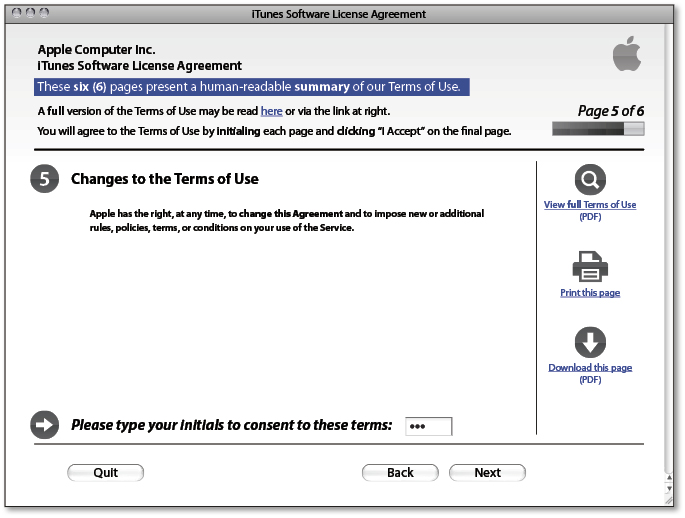 iTunes Software License Agreement
Apple Computer Inc.
iTunes Software License Agreement
These six (6) pages present a human-readable summary of our Terms of Use.
A full version of the Terms of Use may be read here or via the link at right.
You will agree to the Terms of Use by initialing each page and clicking “I Accept” on the final page.
Page 5 of 6
5 Changes to the Terms of Use
Apple has the right, at any time, to change this Agreement and to impose new or additional
rules, policies, terms, or conditions on your use of the Service.
View full Terms of Use
(PDF)
Print this page
Download this page
(PDF)
Please type your initials to consent to these terms: •••
Quit
Back
Next